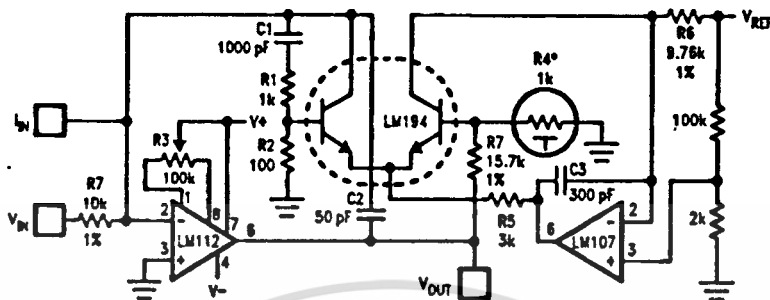 C1
1000 pF
R1
1k
R2
100
I_IN
V_IN
R7
10k
1%
R3
100k
V+
1
8
7
2
3
4
6
LM112
V-
50 pF
C2
LM194
R4*
1k
T
R7
15.7k
1%
R5
3k
C3
300 pF
6
LM107
2
3
R6
9.76k
1%
V_REF
100k
2k
V_OUT